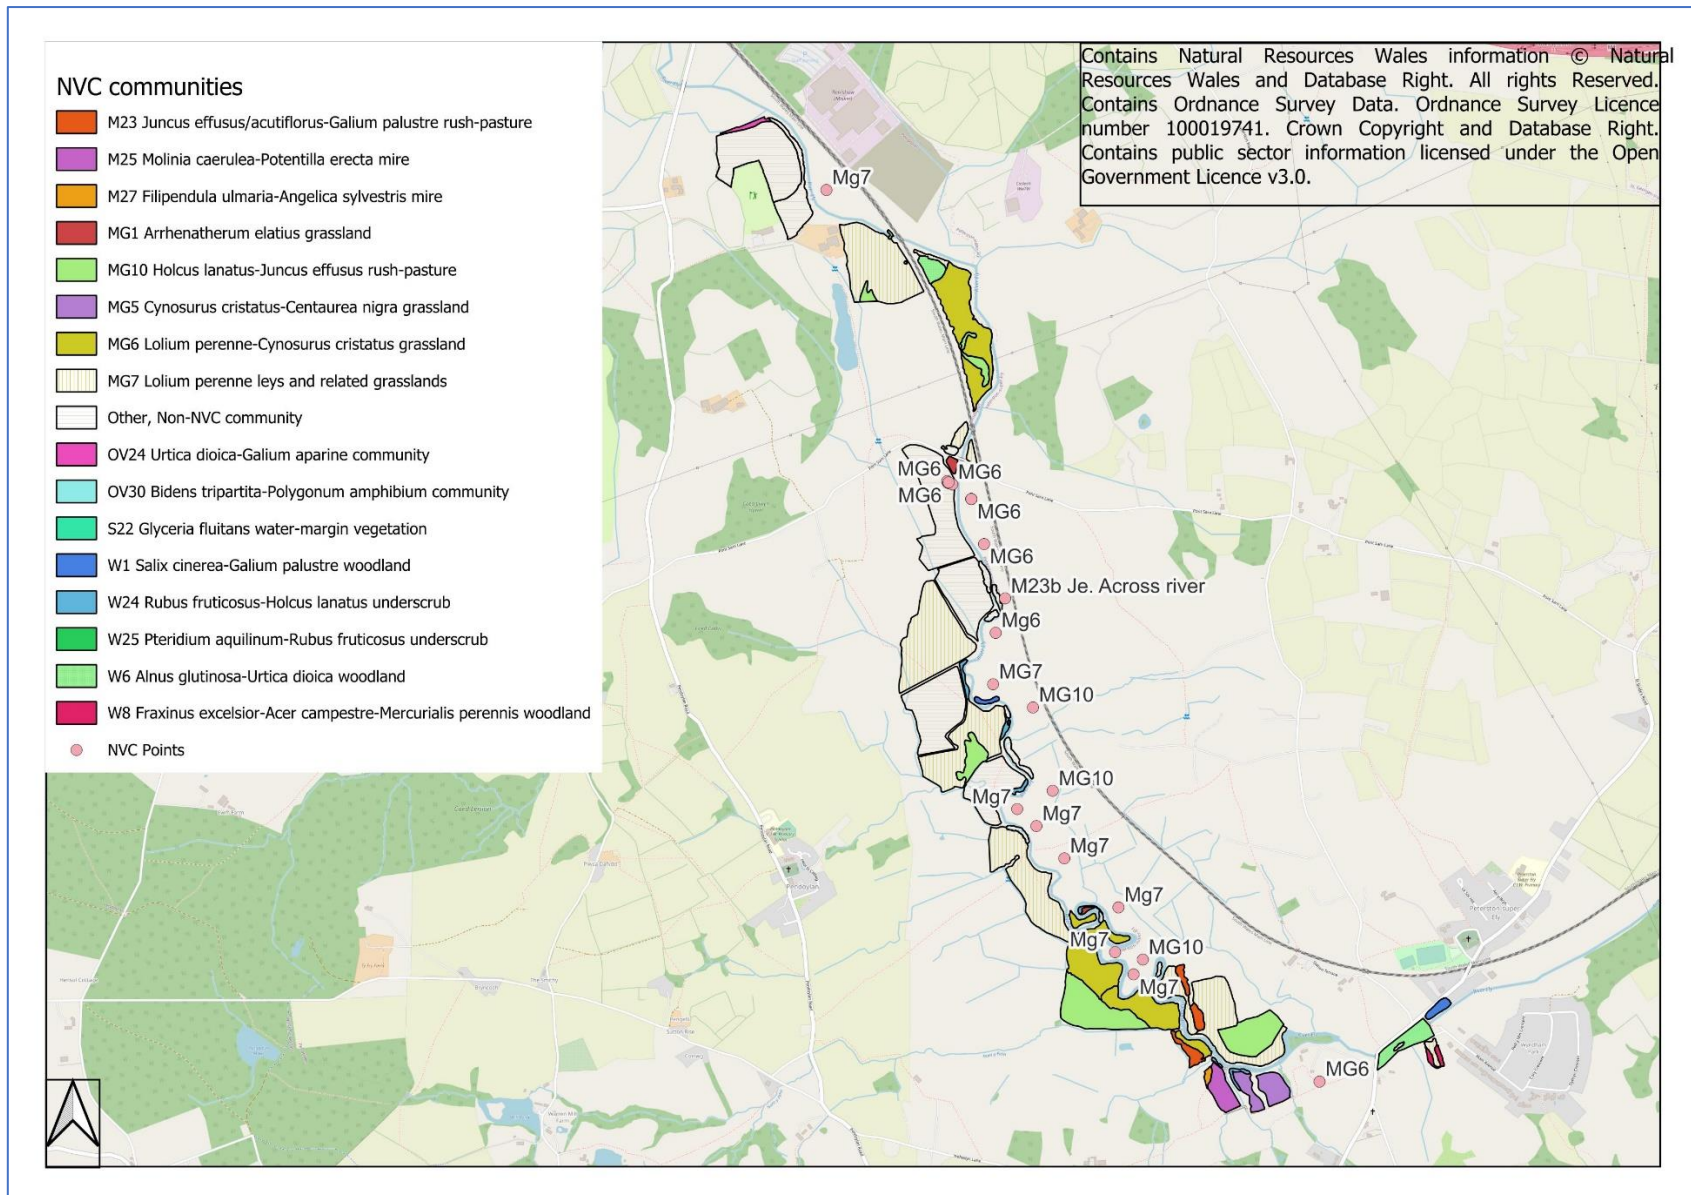 Contains Natural Resources Wales information © Natural
Resources Wales and Database Right. All rights Reserved.
Contains Ordnance Survey Data. Ordnance Survey Licence
number 100019741. Crown Copyright and Database Right.
Contains public sector information licensed under the Open
Government Licence v3.0.
NVC communities
M23 Juncus effusus/acutiflorus-Galium palustre rush-pasture
M25 Molinia caerulea-Potentilla erecta mire
M27 Filipendula ulmaria-Angelica sylvestris mire
MG1 Arrhenatherum elatius grassland
MG10 Holcus lanatus-Juncus effusus rush-pasture
MG5 Cynosurus cristatus-Centaurea nigra grassland
MG6 Lolium perenne-Cynosurus cristatus grassland
MG7 Lolium perenne leys and related grasslands
Other, Non-NVC community
OV24 Urtica dioica-Galium aparine community
OV30 Bidens tripartita-Polygonum amphibium community
S22 Glyceria fluitans water-margin vegetation
W1 Salix cinerea-Galium palustre woodland
W24 Rubus fruticosus-Holcus lanatus underscrub
W25 Pteridium aquilinum-Rubus fruticosus underscrub
W6 Alnus glutinosa-Urtica dioica woodland
W8 Fraxinus excelsior-Acer campestre-Mercurialis perennis woodland
NVC Points
Mg7
MG6
MG6
MG6
MG6
MG6
M23b Je. Across river
Mg6
MG7
MG10
MG10
Mg7
Mg7
Mg7
Mg7
Mg7
MG10
Mg7
MG6
Pendoylan